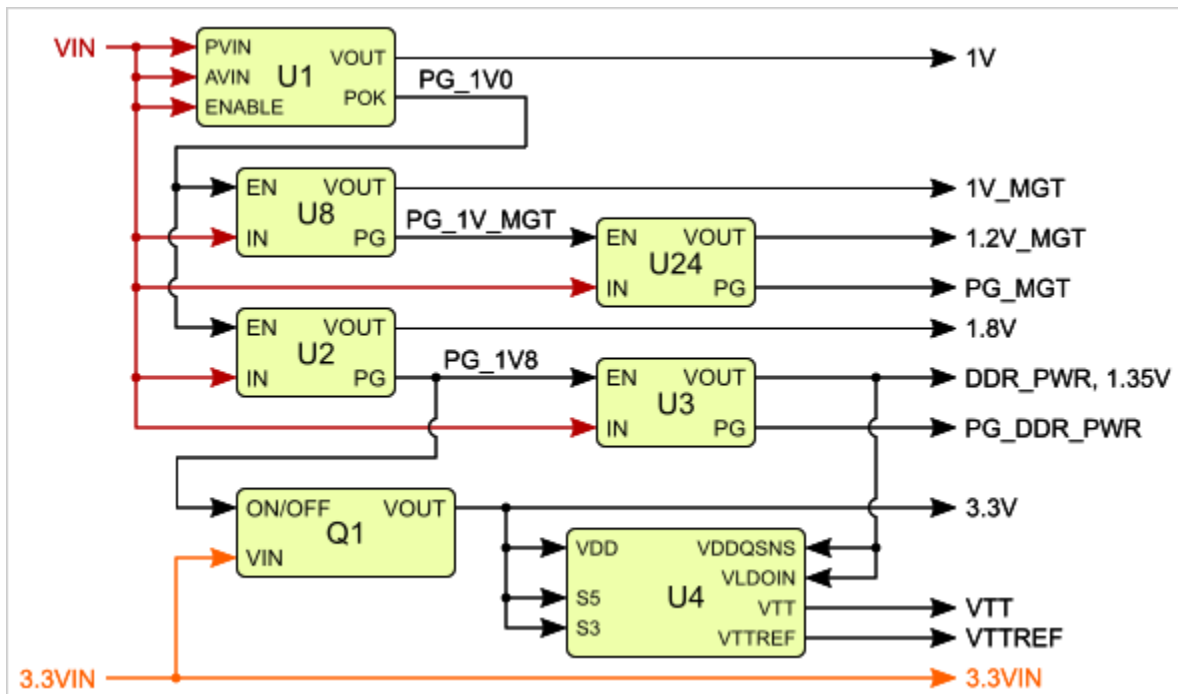 VIN
PVIN
VOUT
1V
AVIN
U1
PG_1V0
POK
ENABLE
EN
VOUT
1V_MGT
U8
PG_1V_MGT
IN
PG
EN
VOUT
1.2V_MGT
U24
IN
PG
PG_MGT
EN
VOUT
1.8V
U2
PG_1V8
IN
PG
EN
VOUT
DDR_PWR, 1.35V
U3
IN
PG
PG_DDR_PWR
ON/OFF
VOUT
3.3V
Q1
VIN
VDD
VDDQSNS
VLDOIN
S5
U4
VTT
VTT
S3
VTTREF
VTTREF
3.3VIN
3.3VIN